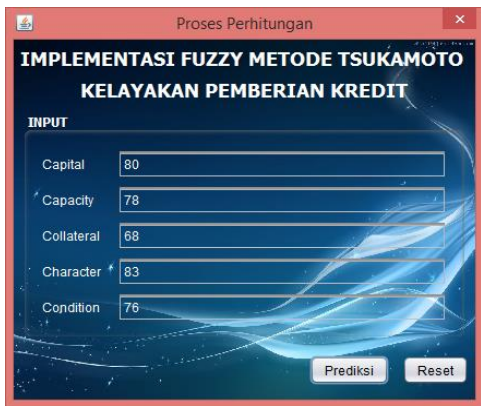 Proses Perhitungan
×
IMPLEMENTASI FUZZY METODE TSUKAMOTO
KELAYAKAN PEMBERIAN KREDIT
INPUT
Capital 80
Capacity 78
Collateral 68
Character 83
Condition 76
Prediksi Reset